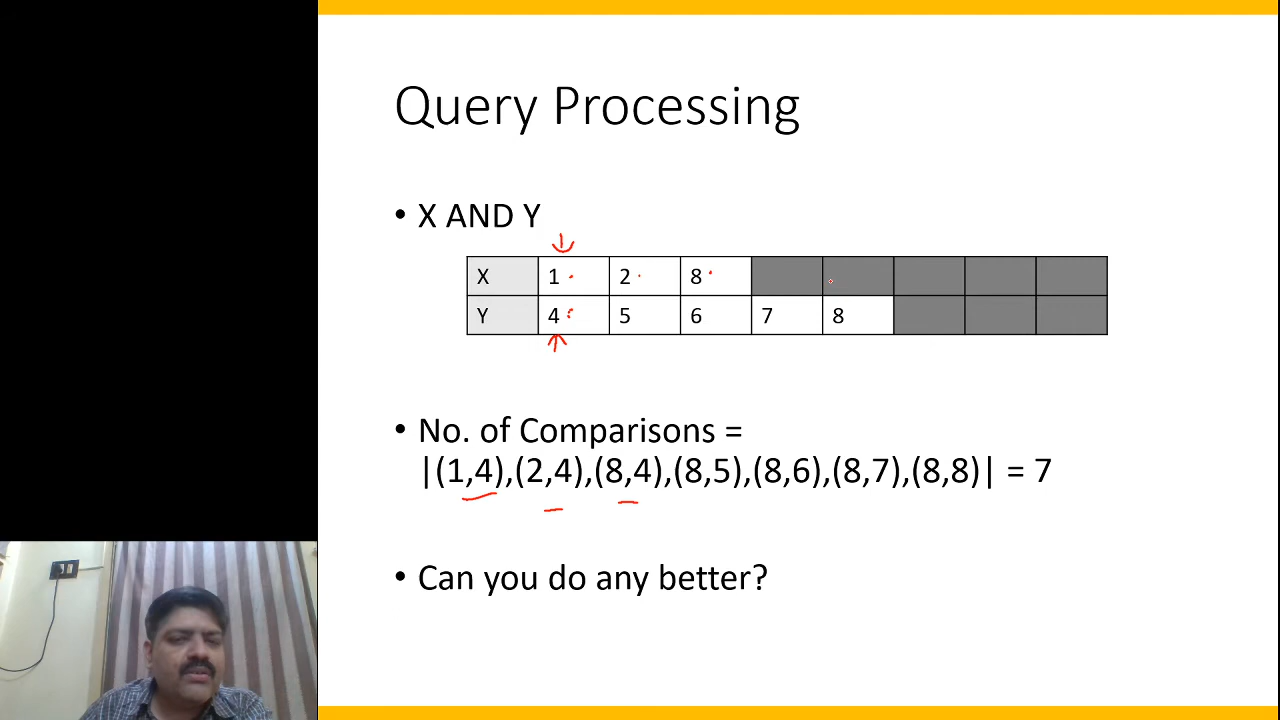 Query Processing
• X AND Y
X 1 2 8
Y 4 5 6 7 8
• No. of Comparisons =
|(1,4),(2,4),(8,4),(8,5),(8,6),(8,7),(8,8)| = 7
• Can you do any better?